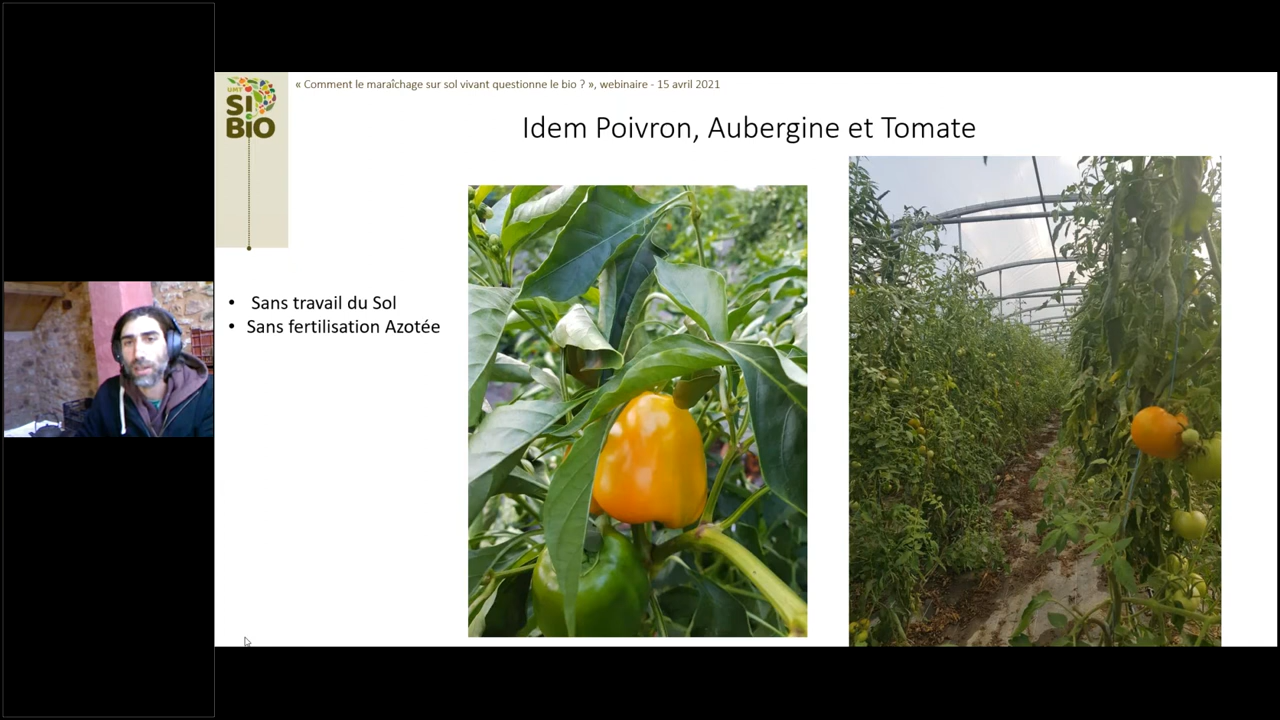 « Comment le maraîchage sur sol vivant questionne le bio ? », webinaire - 15 avril 2021
UMT
SI
BIO
Idem Poivron, Aubergine et Tomate
• Sans travail du Sol
• Sans fertilisation Azotée